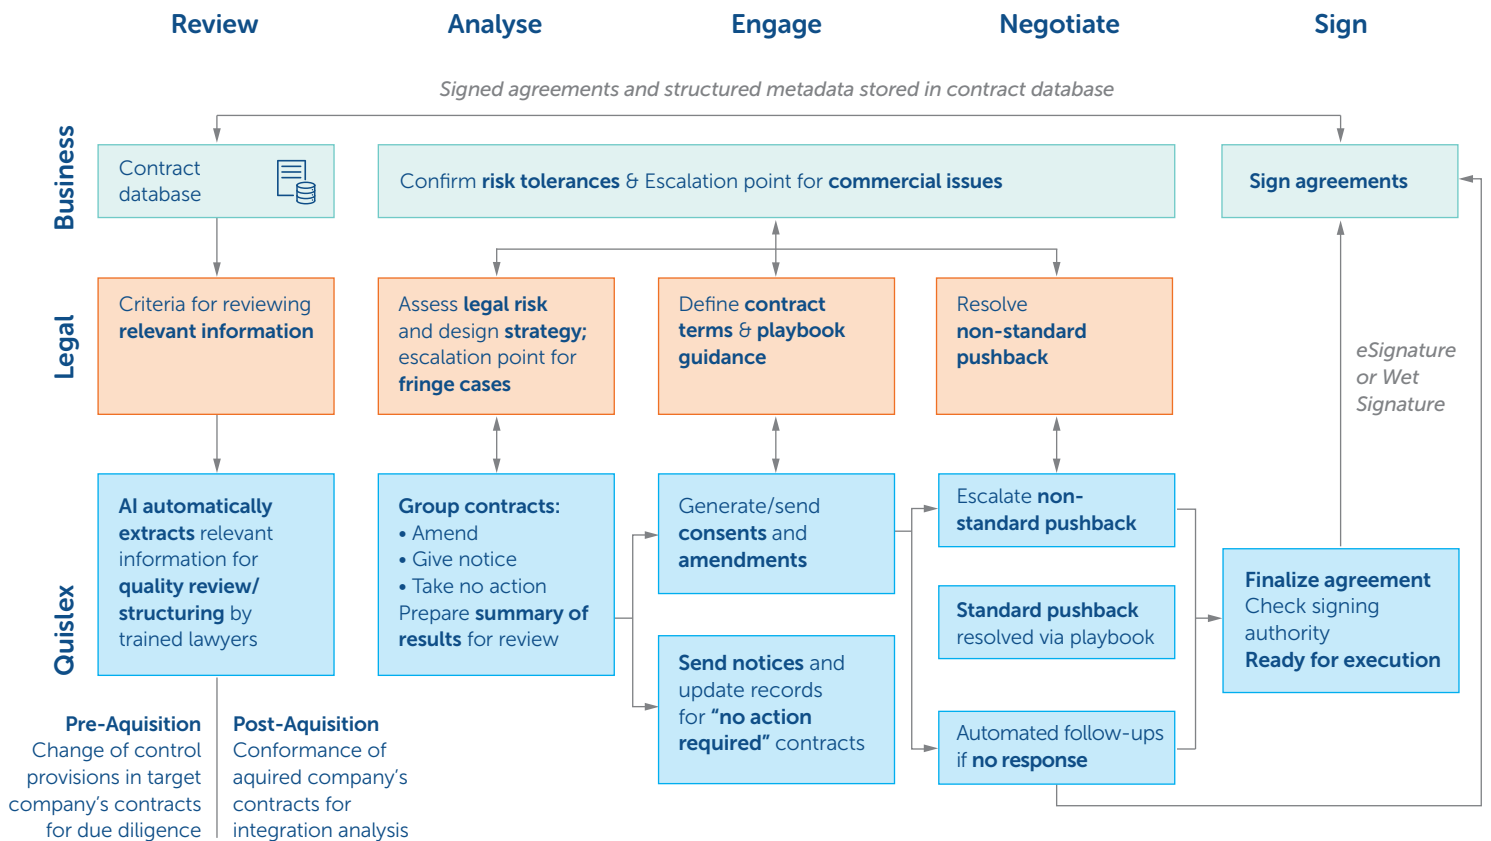 Review
Analyse
Engage
Negotiate
Sign
Signed agreements and structured metadata stored in contract database
Business
Contract
database
Confirm risk tolerances & Escalation point for commercial issues
Sign agreements
Legal
Criteria for reviewing
relevant information
Assess legal risk
and design strategy;
escalation point for
fringe cases
Define contract
terms & playbook
guidance
Resolve
non-standard
pushback
eSignature
or Wet
Signature
Quislex
AI automatically
extracts relevant
information for
quality review/
structuring by
trained lawyers
Group contracts:
• Amend
• Give notice
• Take no action
Prepare summary of
results for review
Generate/send
consents and
amendments
Send notices and
update records
for “no action
required” contracts
Escalate non-
standard pushback
Standard pushback
resolved via playbook
Automated follow-ups
if no response
Finalize agreement
Check signing
authority
Ready for execution
Pre-Aquisition
Change of control
provisions in target
company’s contracts
for due diligence
Post-Aquisition
Conformance of
aquired company’s
contracts for
integration analysis